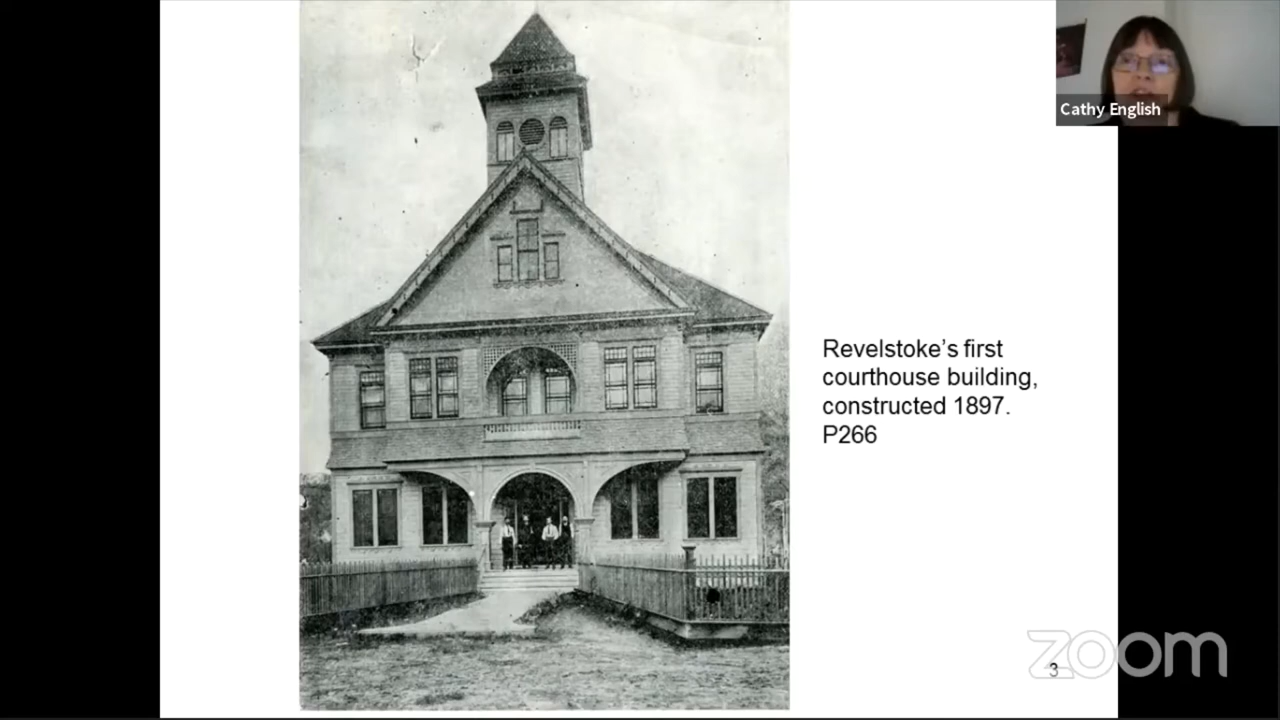 Cathy English
Revelstoke’s first
courthouse building,
constructed 1897.
P266
3
zoom